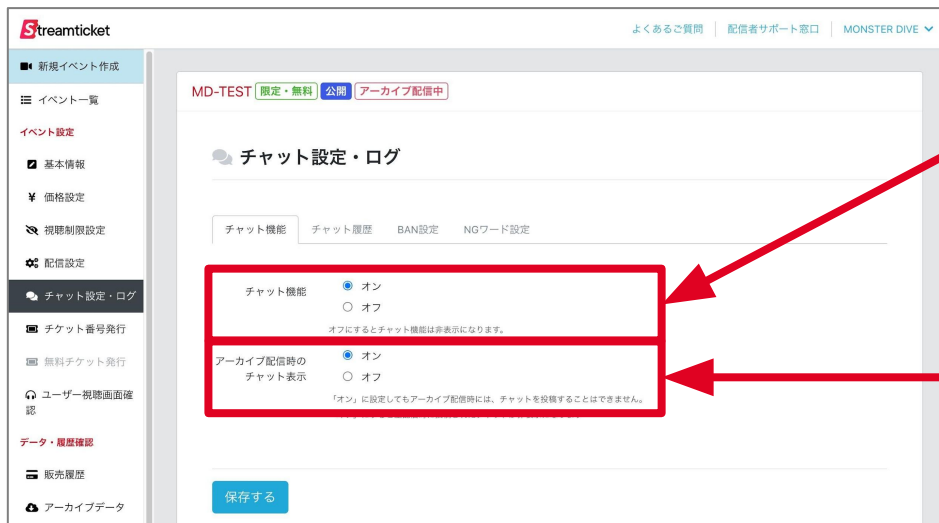 Streamticket
よくあるご質問
配信者サポート窓口
MONSTER DIVE
新規イベント作成
イベント一覧
イベント設定
基本情報
¥ 価格設定
視聴制限設定
配信設定
チャット設定・ログ
チケット番号発行
無料チケット発行
ユーザー視聴画面確
認
データ・履歴確認
販売履歴
アーカイブデータ
MD-TEST 限定・無料 公開 アーカイブ配信中
チャット設定・ログ
チャット機能 チャット履歴 BAN設定 NGワード設定
チャット機能
オン
オフ
オフにするとチャット機能は非表示になります。
アーカイブ配信時の
チャット表示
オン
オフ
「オン」に設定してもアーカイブ配信時には、チャットを投稿することはできません。
保存する